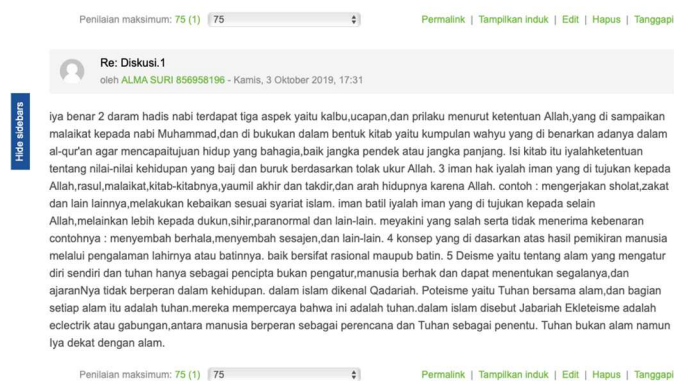 Penilaian maksimum: 75 (1) 75 Permalink | Tampilkan induk | Edit | Hapus | Tanggapi
Re: Diskusi.1
oleh ALMA SURI 856958196 - Kamis, 3 Oktober 2019, 17:31
Hide sidebars
iya benar 2 daram hadis nabi terdapat tiga aspek yaitu kalbu,ucapan,dan prilaku menurut ketentuan Allah,yang di sampaikan
malaikat kepada nabi Muhammad,dan di bukukan dalam bentuk kitab yaitu kumpulan wahyu yang di benarkan adanya dalam
al-qur'an agar mencapaitujuan hidup yang bahagia,baik jangka pendek atau jangka panjang. Isi kitab itu iyalahketentuan
tentang nilai-nilai kehidupan yang baij dan buruk berdasarkan tolak ukur Allah. 3 iman hak iyalah iman yang di tujukan kepada
Allah,rasul,malaikat,kitab-kitabnya,yaumil akhir dan takdir,dan arah hidupnya karena Allah. contoh : mengerjakan sholat,zakat
dan lain lainnya,melakukan kebaikan sesuai syariat islam. iman batil iyalah iman yang di tujukan kepada selain
Allah,melainkan lebih kepada dukun,sihir,paranormal dan lain-lain. meyakini yang salah serta tidak menerima kebenaran
contohnya : menyembah berhala,menyembah sesajen,dan lain-lain. 4 konsep yang di dasarkan atas hasil pemikiran manusia
melalui pengalaman lahirnya atau battinnya. baik bersifat rasional maupub batin. 5 Deisme yaitu tentang alam yang mengatur
diri sendiri dan tuhan hanya sebagai pencipta bukan pengatur,manusia berhak dan dapat menentukan segalanya,dan
ajaranNya tidak berperan dalam kehidupan. dalam islam dikenal Qadariah. Poteisme yaitu Tuhan bersama alam,dan bagian
setiap alam itu adalah tuhan.mereka mempercaya bahwa ini adalah tuhan.dalam islam disebut Jabariah Ekleteisme adalah
eclectrik atau gabungan,antara manusia berperan sebagai perencana dan Tuhan sebagai penentu. Tuhan bukan alam namun
Iya dekat dengan alam.
Penilaian maksimum: 75 (1) 75 Permalink | Tampilkan induk | Edit | Hapus | Tanggapi